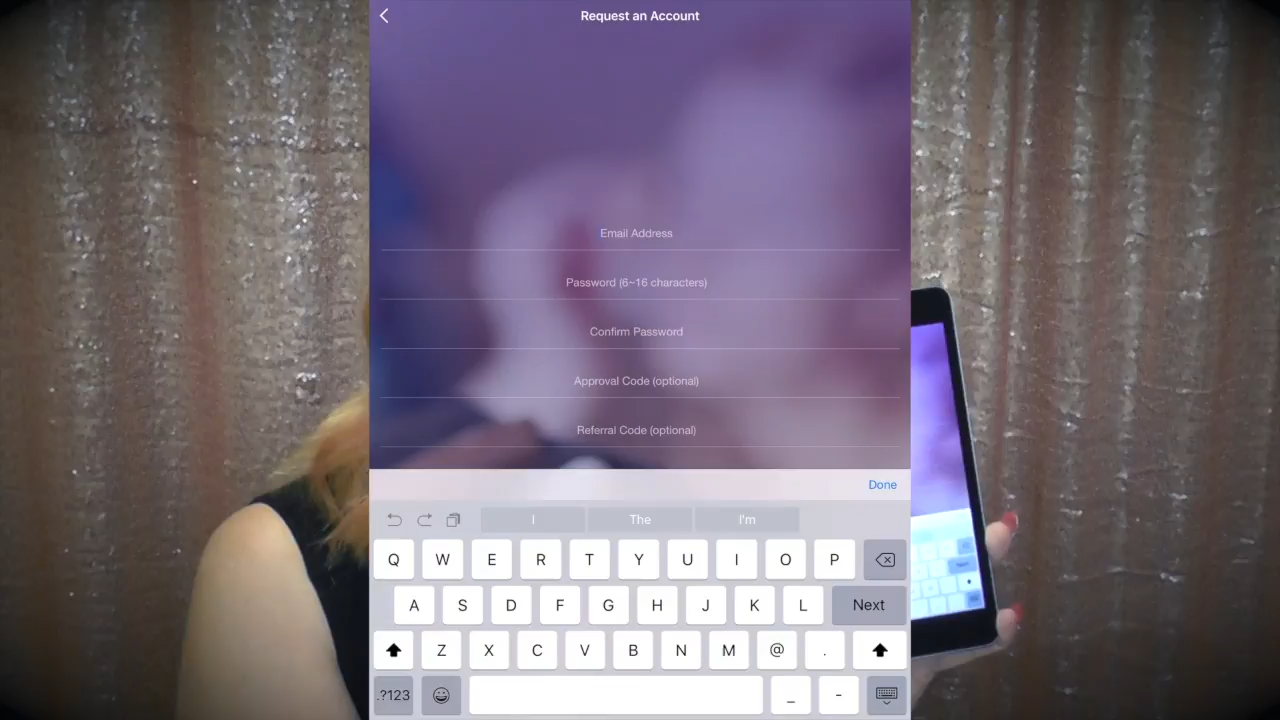 Request an Account
Email Address
Password (6~16 characters)
Confirm Password
Approval Code (optional)
Referral Code (optional)
Done
I The I'm
Q W E R T Y U I O P
A S D F G H J K L Next
Z X C V B N M @ .
.?123 _ -